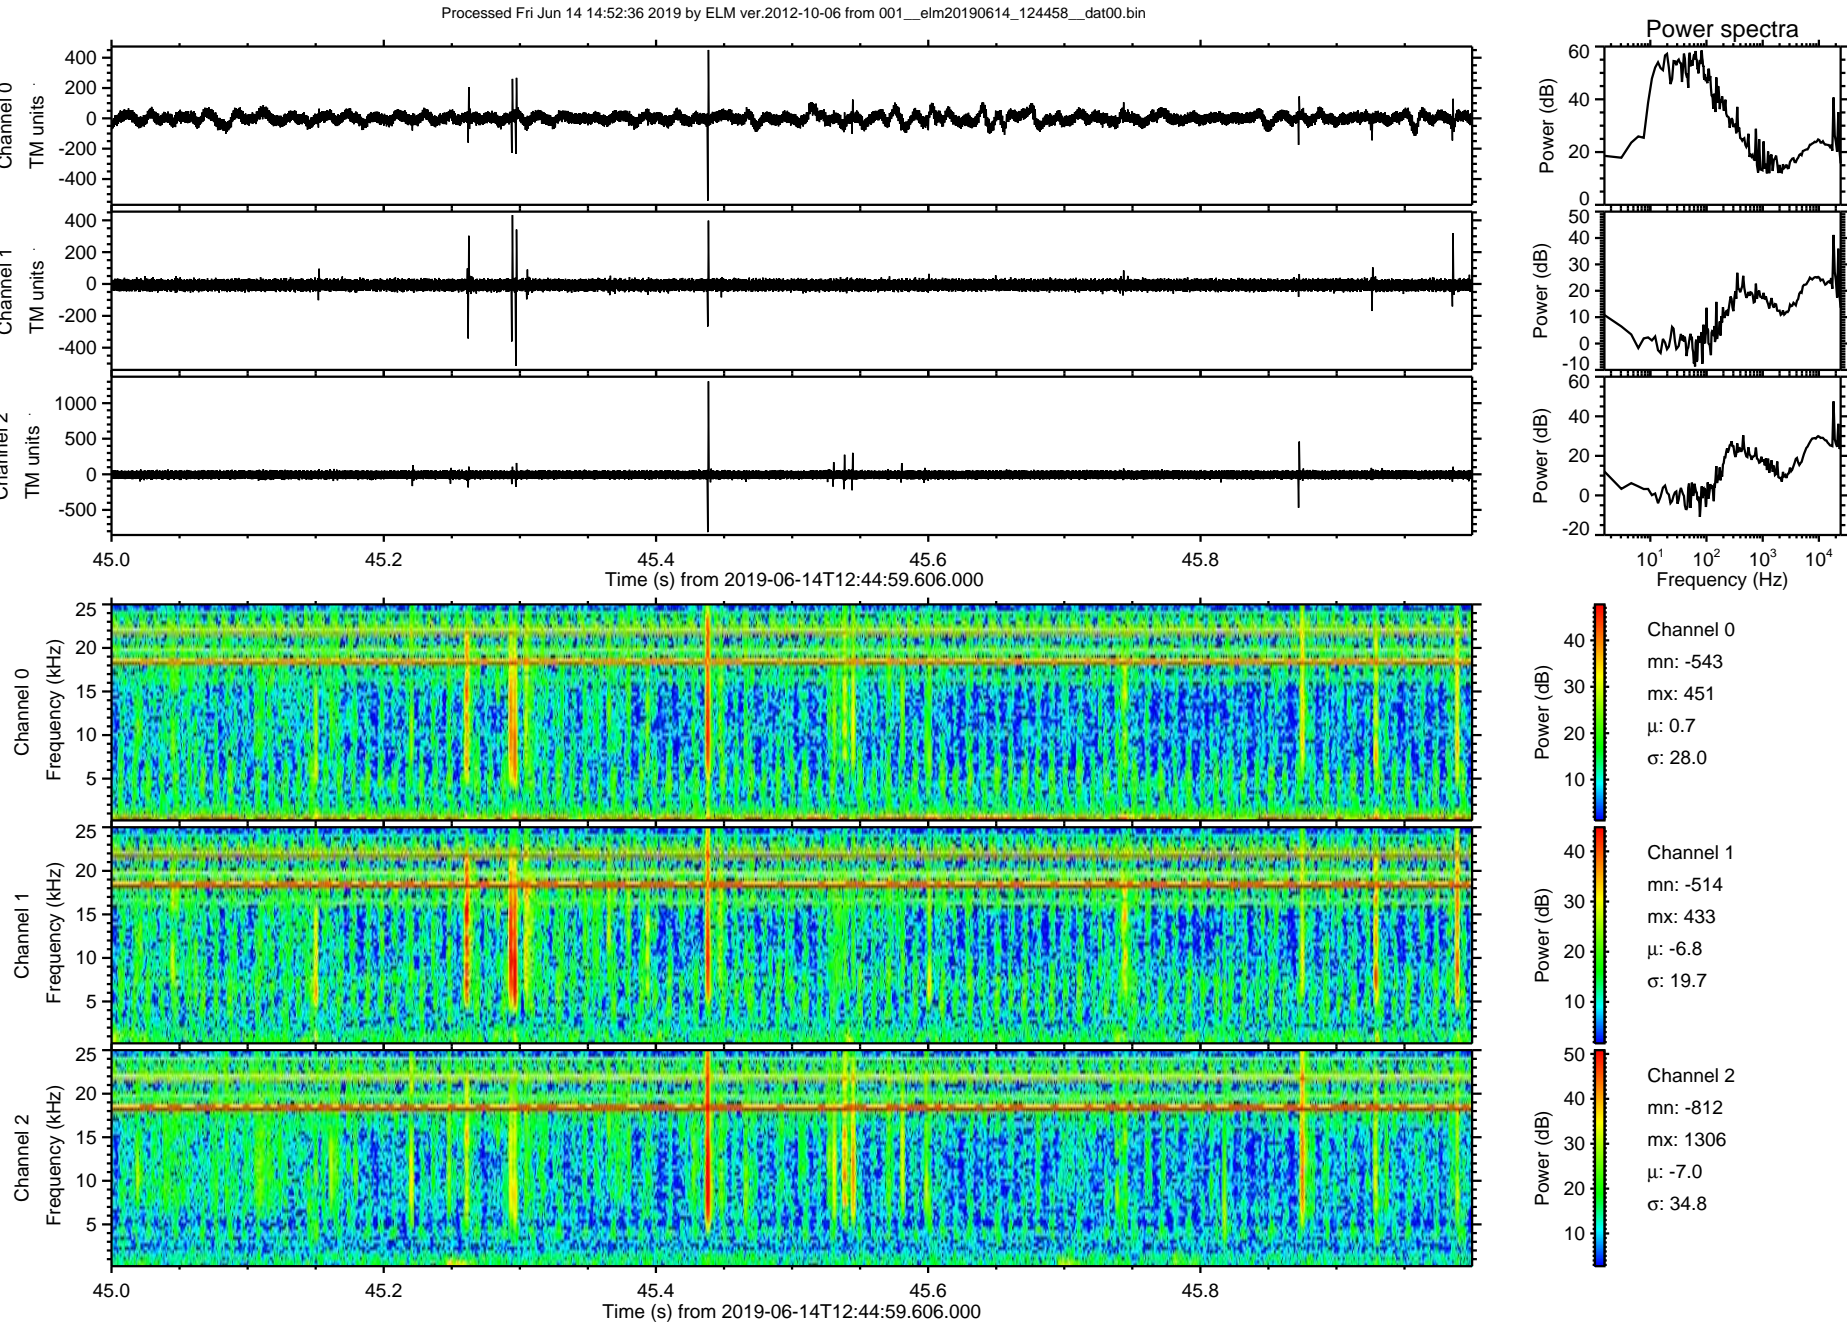 Processed Fri Jun 14 14:52:36 2019 by ELM ver.2012-10-06 from 001__elm20190614_124458__dat00.bin
Power spectra
Channel 0
TM units
400
200
0
-200
-400
Power (dB)
60
40
20
0
Channel 1
TM units
400
200
0
-200
-400
Power (dB)
50
40
30
20
10
0
-10
Channel 2
TM units
1000
500
0
-500
Power (dB)
60
40
20
0
-20
45.0 45.2 45.4 45.6 45.8
Time (s) from 2019-06-14T12:44:59.606.000
10¹ 10² 10³ 10⁴
Frequency (Hz)
Channel 0
Frequency (kHz)
25
20
15
10
5
Power (dB)
40
30
20
10
Channel 0
mn: -543
mx: 451
μ: 0.7
σ: 28.0
Channel 1
Frequency (kHz)
25
20
15
10
5
Power (dB)
40
30
20
10
Channel 1
mn: -514
mx: 433
μ: -6.8
σ: 19.7
Channel 2
Frequency (kHz)
25
20
15
10
5
Power (dB)
50
40
30
20
10
Channel 2
mn: -812
mx: 1306
μ: -7.0
σ: 34.8
45.0 45.2 45.4 45.6 45.8
Time (s) from 2019-06-14T12:44:59.606.000